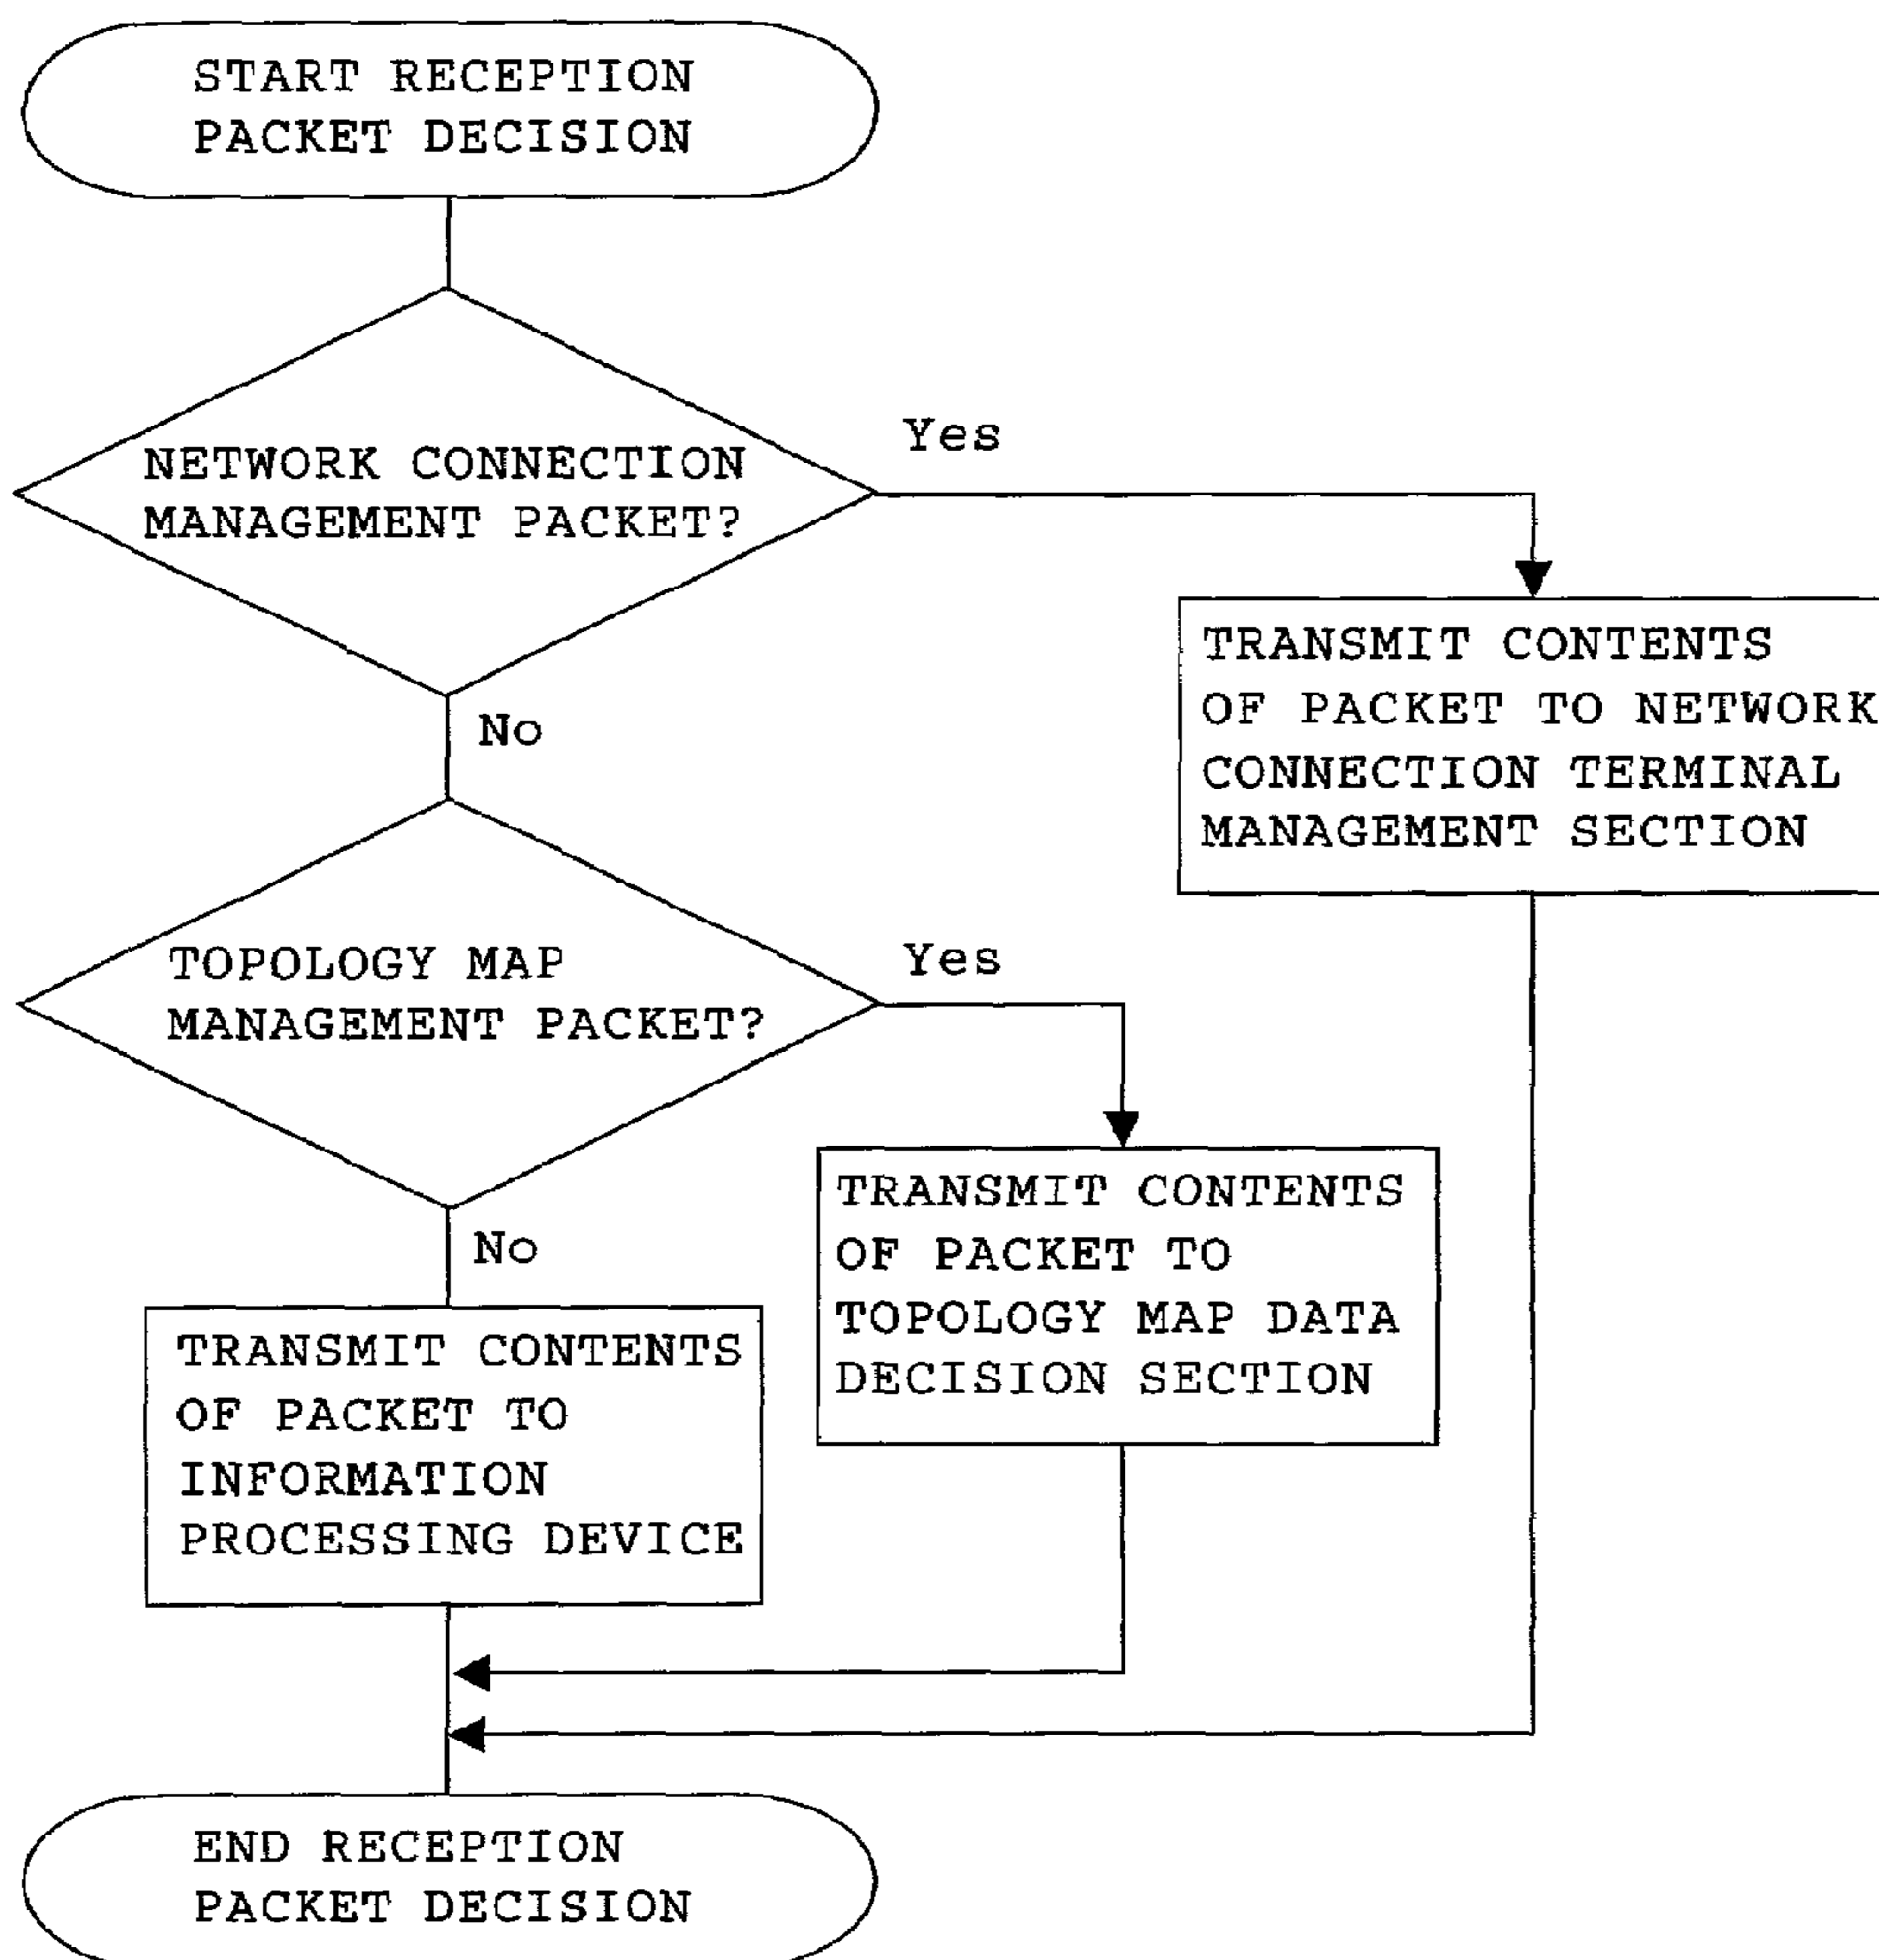 START RECEPTION
PACKET DECISION
NETWORK CONNECTION
MANAGEMENT PACKET?
Yes
No
TRANSMIT CONTENTS
OF PACKET TO NETWORK
CONNECTION TERMINAL
MANAGEMENT SECTION
TOPOLOGY MAP
MANAGEMENT PACKET?
Yes
No
TRANSMIT CONTENTS
OF PACKET TO
TOPOLOGY MAP DATA
DECISION SECTION
TRANSMIT CONTENTS
OF PACKET TO
INFORMATION
PROCESSING DEVICE
END RECEPTION
PACKET DECISION